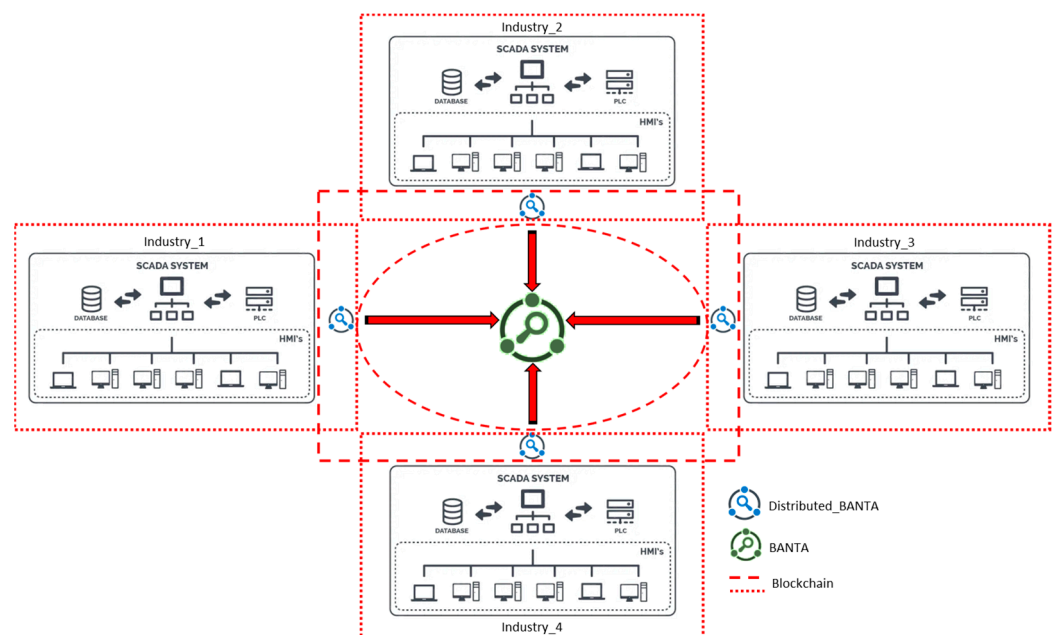 Industry_2
SCADA SYSTEM
DATABASE
PLC
HMI's
Industry_1
SCADA SYSTEM
DATABASE
PLC
HMI's
Industry_3
SCADA SYSTEM
DATABASE
PLC
HMI's
SCADA SYSTEM
DATABASE
PLC
HMI's
Industry_4
Distributed_BANTA
BANTA
Blockchain